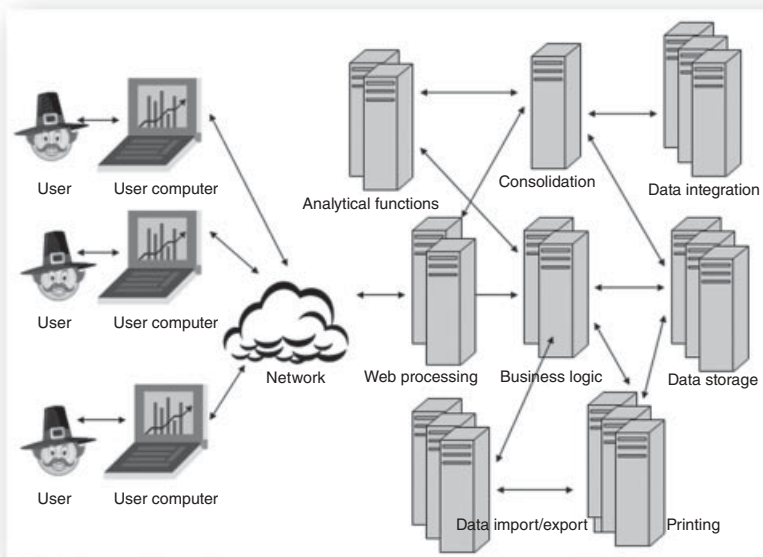 Analytical functions
Consolidation
Data integration
User
User computer
User
User computer
Network
Web processing
Business logic
Data storage
User
User computer
Data import/export
Printing